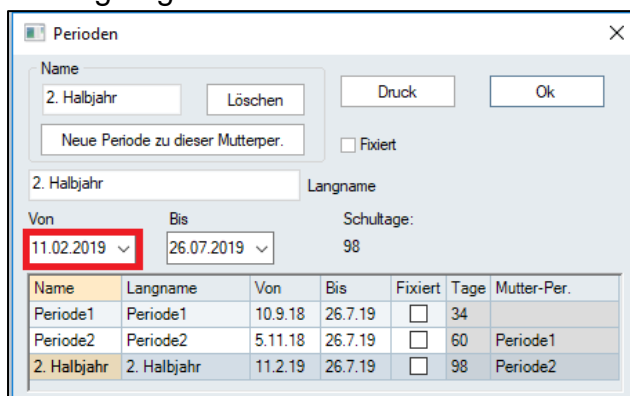 Perioden
Name
2. Halbjahr Löschen Druck Ok
Neue Periode zu dieser Mutterper. Fixiert
2. Halbjahr Langname
Von Bis Schultage:
11.02.2019 26.07.2019 98
Name Langname Von Bis Fixiert Tage Mutter-Per.
Periode1 Periode1 10.9.18 26.7.19 34
Periode2 Periode2 5.11.18 26.7.19 60 Periode1
2. Halbjahr 2. Halbjahr 11.2.19 26.7.19 98 Periode2